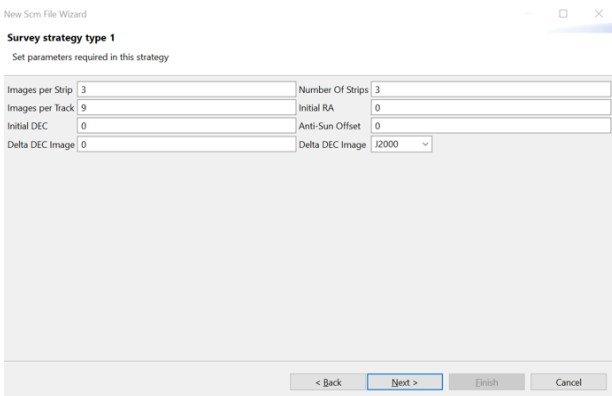 New Scrn File Wizard
Survey strategy type 1
Set parameters required in this strategy
Images per Strip 3 Number Of Strips 3
Images per Track 9 Initial RA 0
Initial DEC 0 Anti-Sun Offset 0
Delta DEC Image 0 Delta DEC Image J2000
< Back Next > Finish Cancel